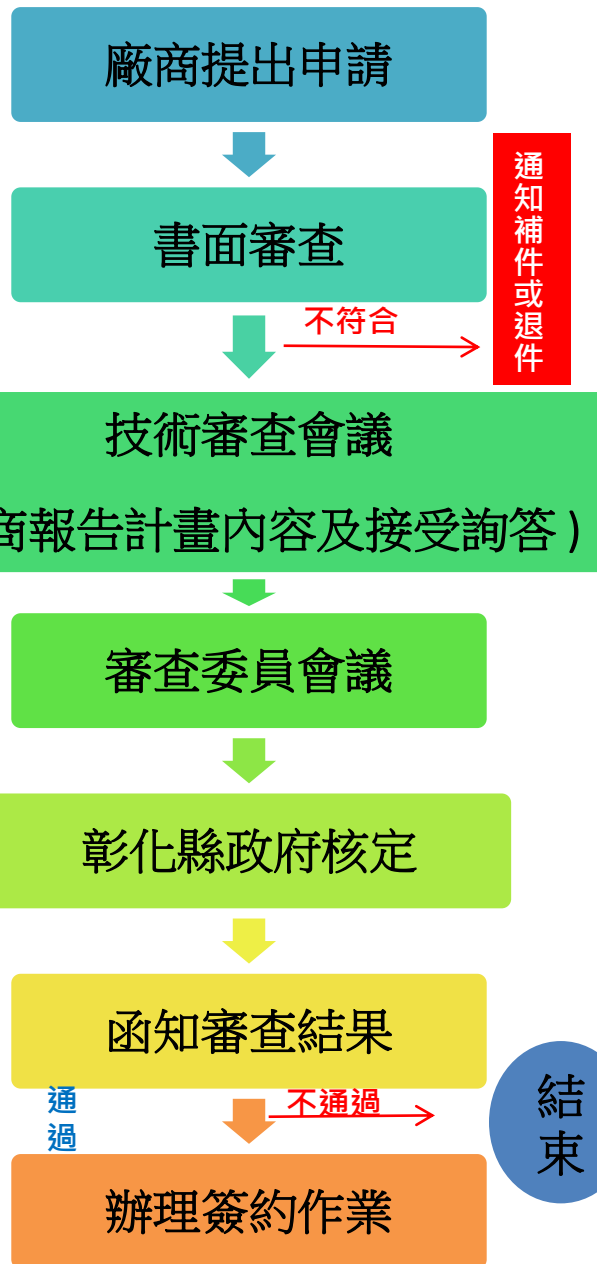 廠商提出申請
書面審查
不符合
通知補件或退件
技術審查會議
商報告計畫內容及接受詢答)
審查委員會議
彰化縣政府核定
函知審查結果
通過
不通過
結束
辦理簽約作業